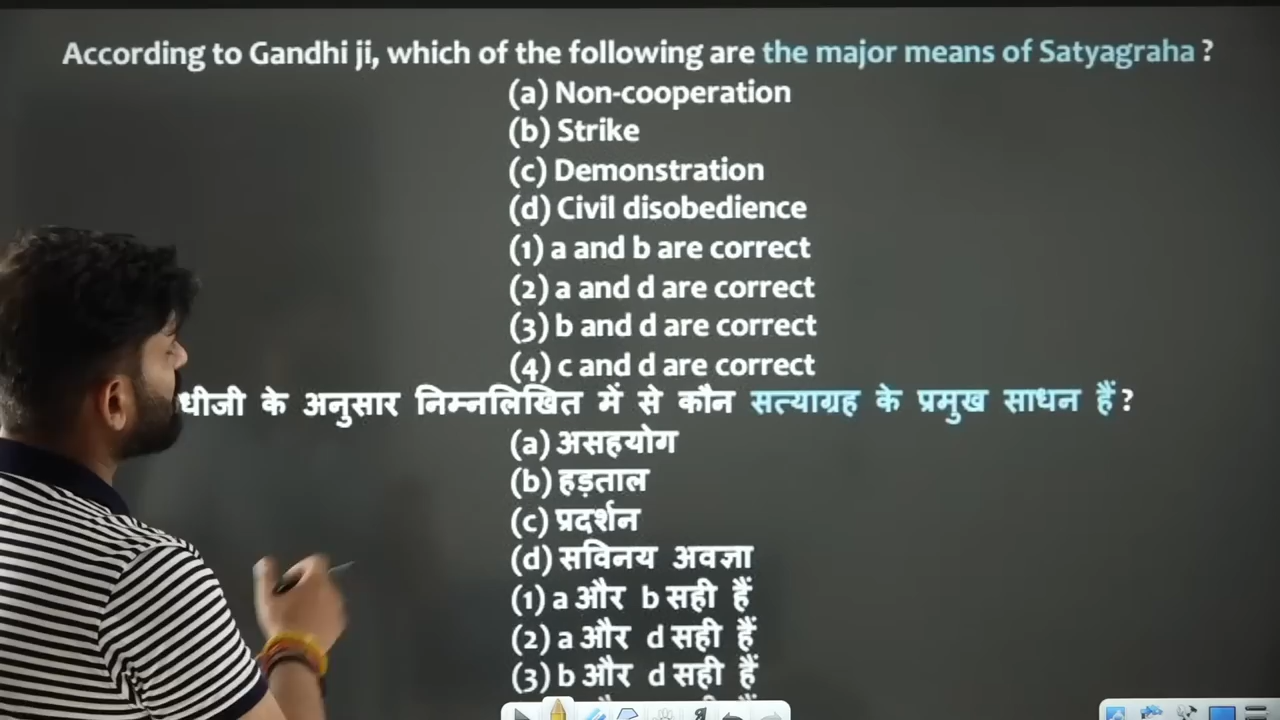 According to Gandhi ji, which of the following are the major means of Satyagraha ?
(a) Non-cooperation
(b) Strike
(c) Demonstration
(d) Civil disobedience
(1) a and b are correct
(2) a and d are correct
(3) b and d are correct
(4) c and d are correct
धीजी के अनुसार निम्नलिखित में से कौन सत्याग्रह के प्रमुख साधन हैं ?
(a) असहयोग
(b) हड़ताल
(c) प्रदर्शन
(d) सविनय अवज्ञा
(1) a और b सही हैं
(2) a और d सही हैं
(3) b और d सही हैं